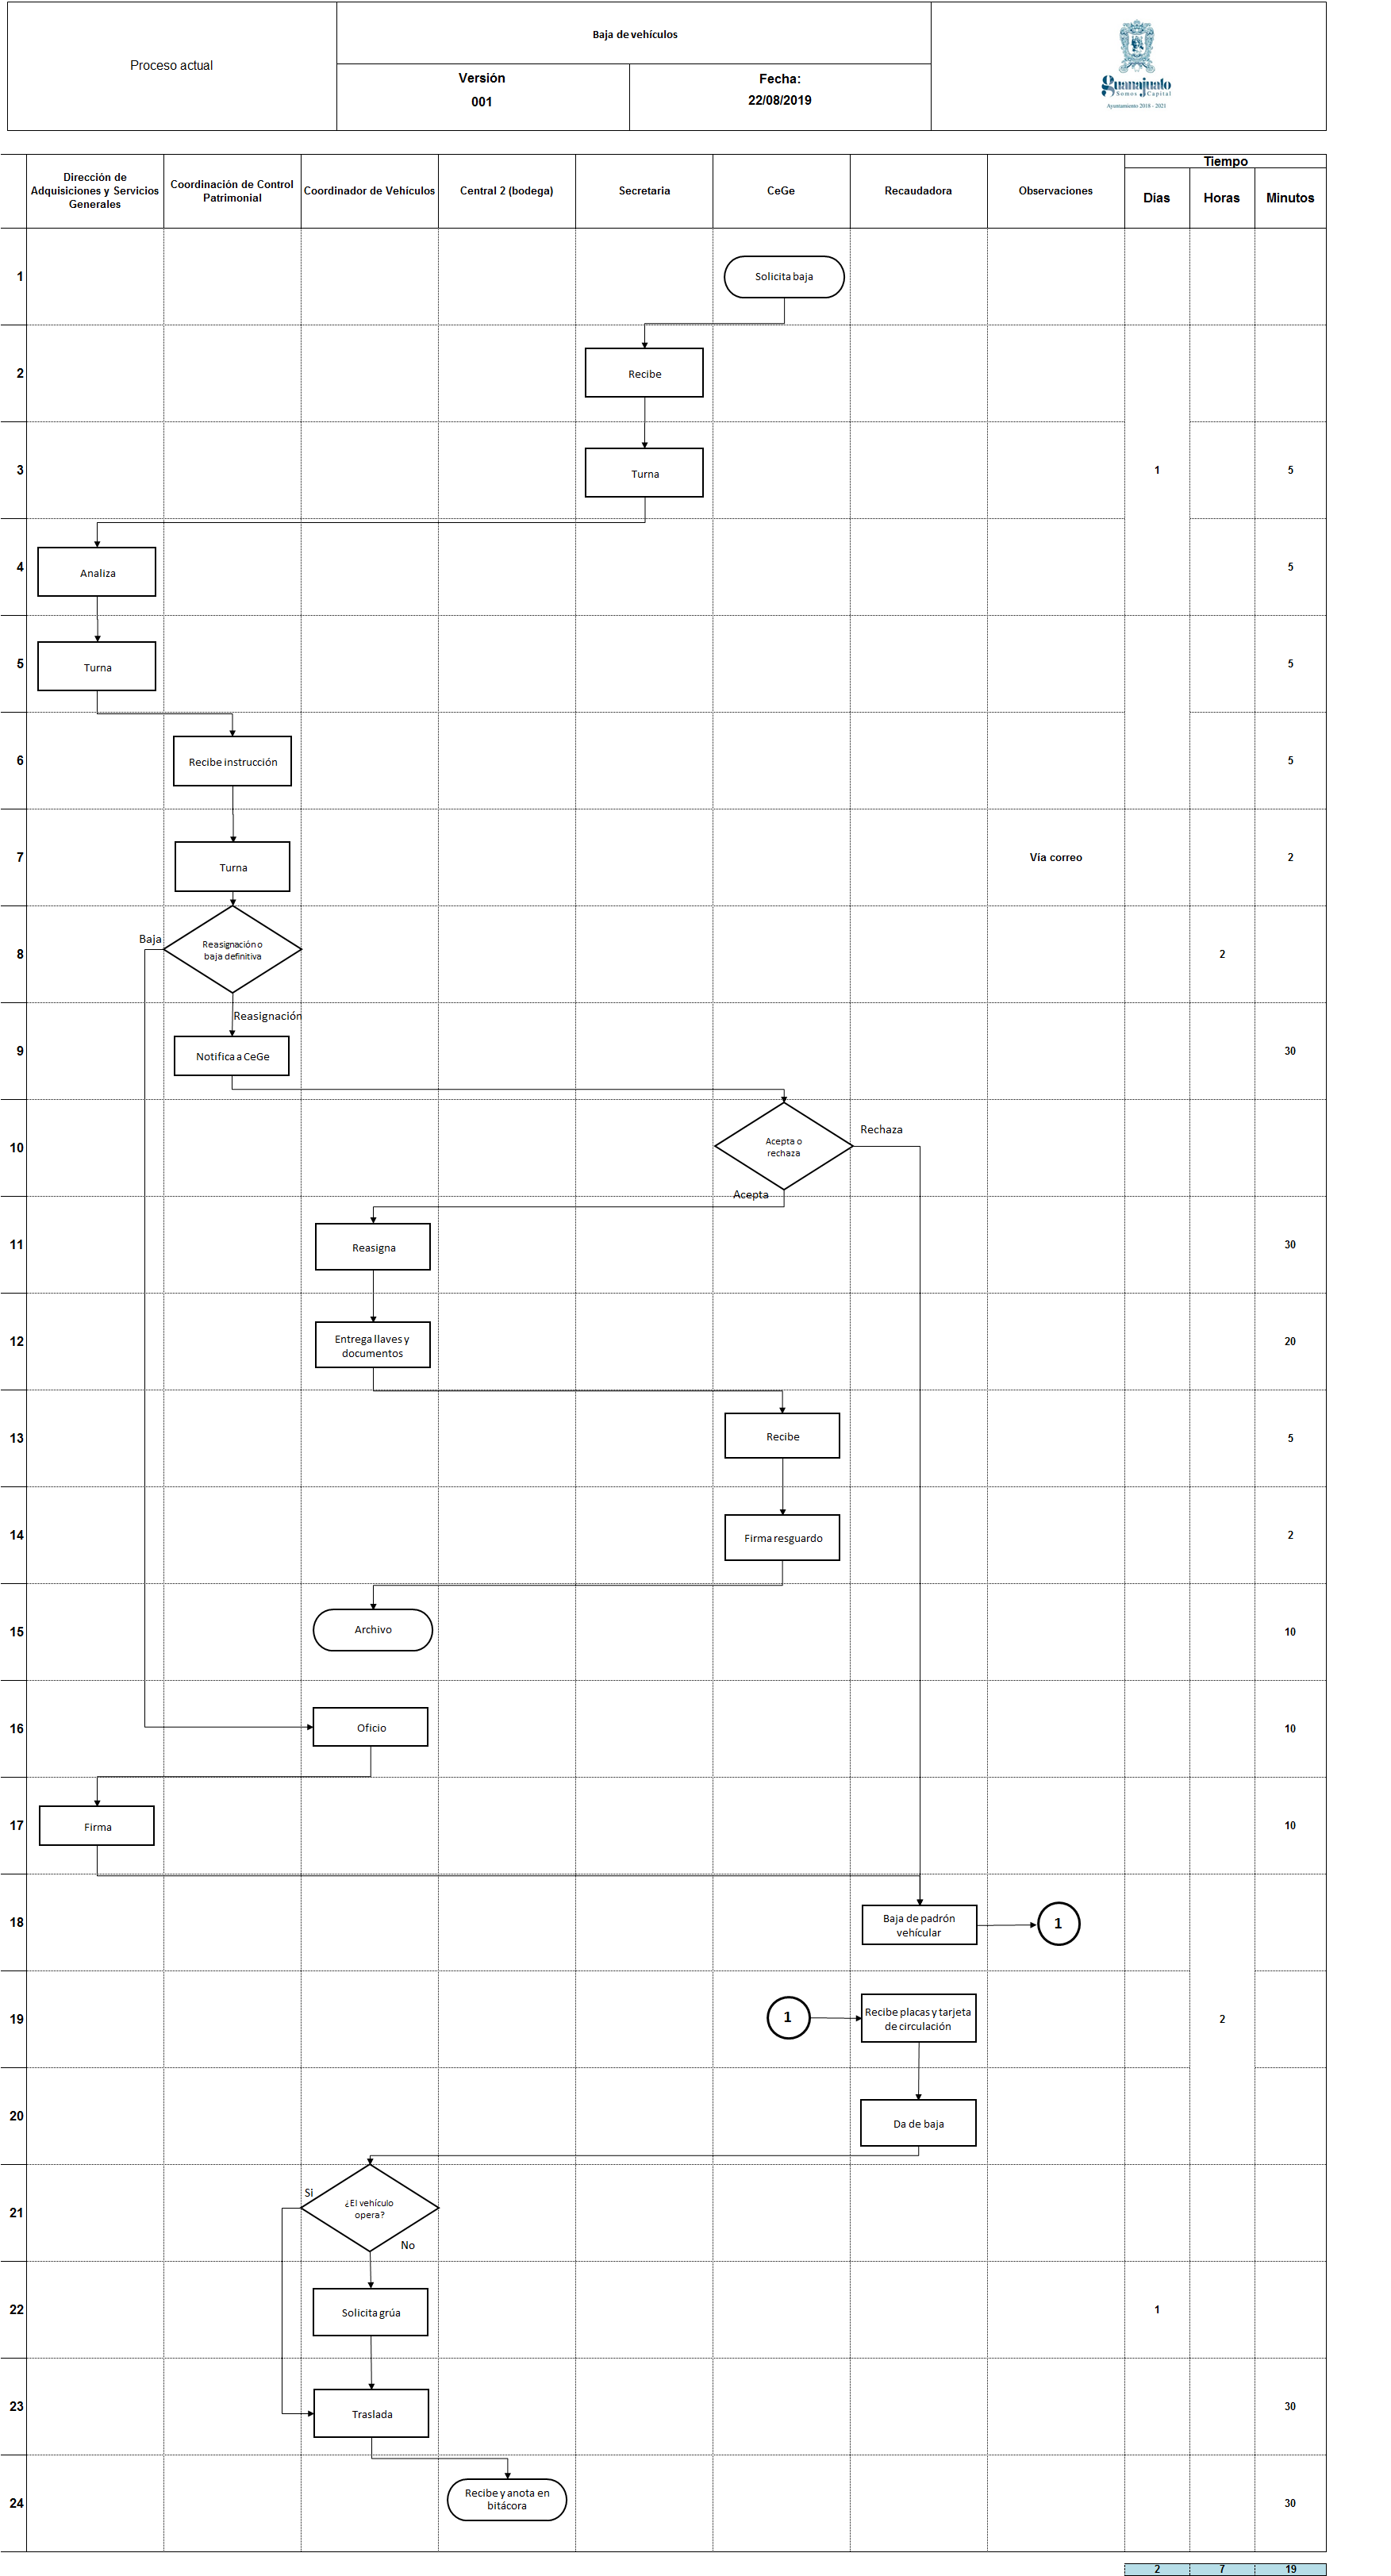 Proceso actual
Baja de vehículos
Versión
001
Fecha:
22/08/2019
guanajuato
Somos Capital
Ayuntamiento 2018 - 2021
Dirección de
Adquisiciones y Servicios
Generales
Coordinación de Control
Patrimonial
Coordinador de Vehículos
Central 2 (bodega)
Secretaria
CeGe
Recaudadora
Observaciones
Tiempo
Días
Horas
Minutos
1
Solicita baja
2
Recibe
3
Turna
1
5
4
Analiza
5
5
Turna
5
6
Recibe instrucción
5
7
Turna
Vía correo
2
8
Baja
Reasignación o
baja definitiva
2
Reasignación
9
Notifica a CeGe
30
10
Acepta o
rechaza
Rechaza
Acepta
11
Reasigna
30
12
Entrega llaves y
documentos
20
13
Recibe
5
14
Firma resguardo
2
15
Archivo
10
16
Oficio
10
17
Firma
10
18
Baja de padrón
vehícular
1
19
1
Recibe placas y tarjeta
de circulación
2
20
Da de baja
21
Si
¿El vehículo
opera?
No
22
Solicita grúa
1
23
Traslada
30
24
Recibe y anota en
bitácora
30
2
7
19